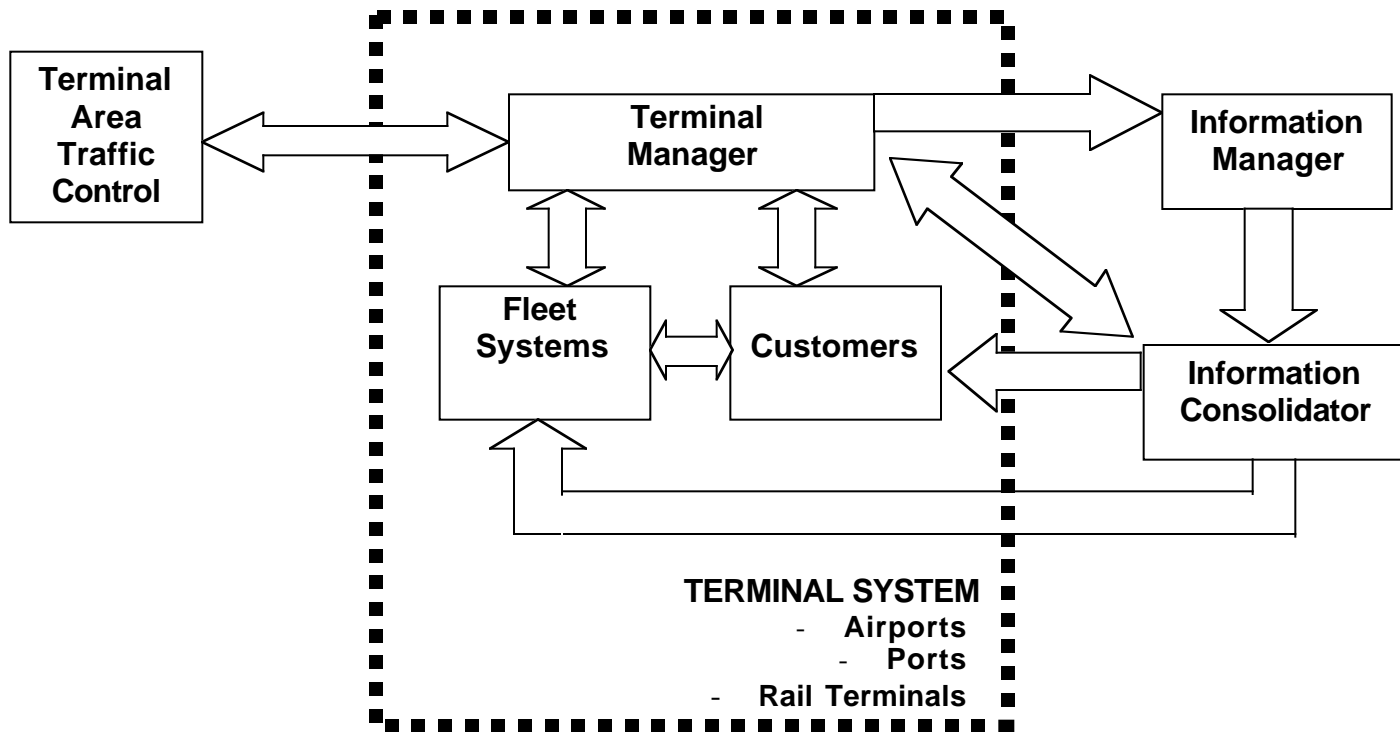 Terminal
Area
Traffic
Control
Terminal
Manager
Information
Manager
Fleet
Systems
Customers
Information
Consolidator
TERMINAL SYSTEM
- Airports
- Ports
- Rail Terminals